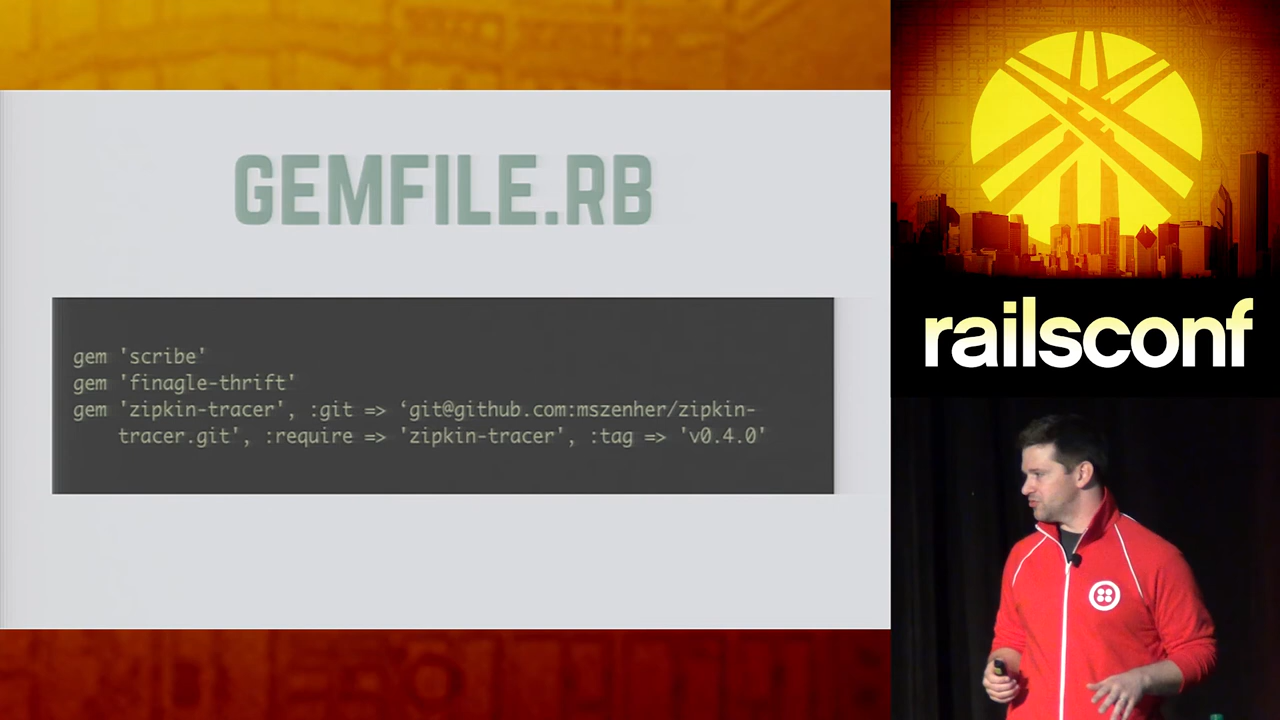 GEMFILE.RB
gem 'scribe'
gem 'finagle-thrift'
gem 'zipkin-tracer', :git => ‘git@github.com:mszenher/zipkin-
tracer.git', :require => 'zipkin-tracer', :tag => 'v0.4.0'
railsconf